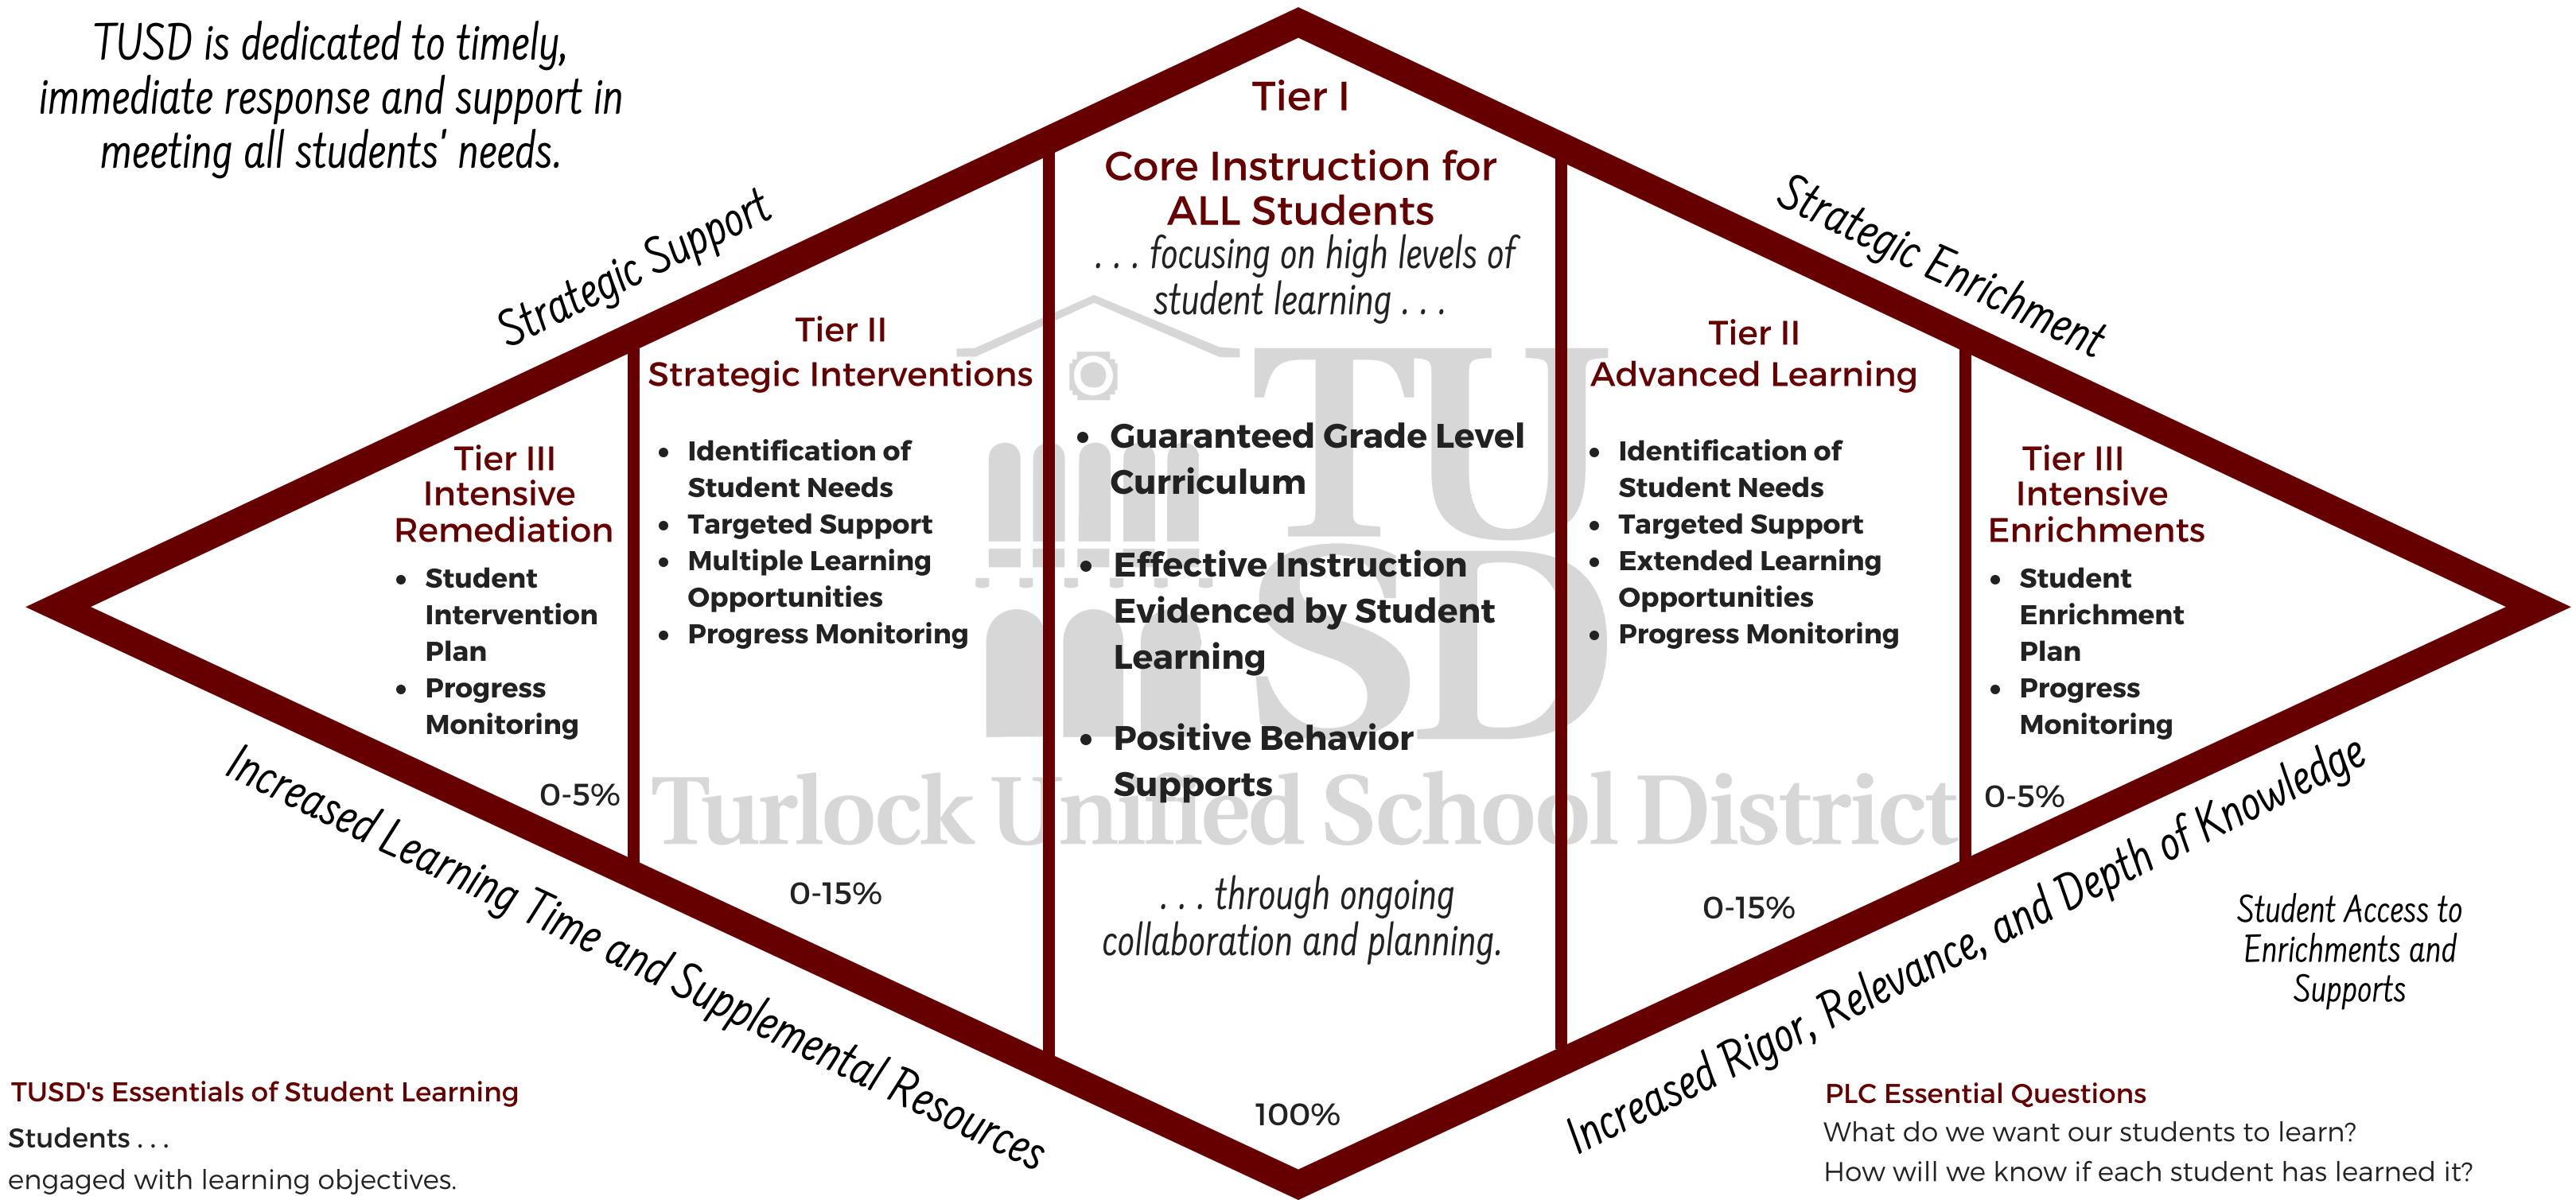 TUSD is dedicated to timely,
immediate response and support in
meeting all students' needs.
Strategic Support
Strategic Enrichment
Tier III
Intensive
Remediation
• Student
Intervention
Plan
• Progress
Monitoring
0-5%
Tier II
Strategic Interventions
• Identification of
Student Needs
• Targeted Support
• Multiple Learning
Opportunities
• Progress Monitoring
0-15%
Tier I
Core Instruction for
ALL Students
. . . focusing on high levels of
student learning . . .
• Guaranteed Grade Level
Curriculum
• Effective Instruction
Evidenced by Student
Learning
• Positive Behavior
Supports
. . . through ongoing
collaboration and planning.
100%
Tier II
Advanced Learning
• Identification of
Student Needs
• Targeted Support
• Extended Learning
Opportunities
• Progress Monitoring
0-15%
Tier III
Intensive
Enrichments
• Student
Enrichment
Plan
• Progress
Monitoring
0-5%
TU
SD
Turlock Unified School District
Increased Learning Time and Supplemental Resources
Increased Rigor, Relevance, and Depth of Knowledge
Student Access to
Enrichments and
Supports
TUSD's Essentials of Student Learning
Students . . .
engaged with learning objectives.
PLC Essential Questions
What do we want our students to learn?
How will we know if each student has learned it?